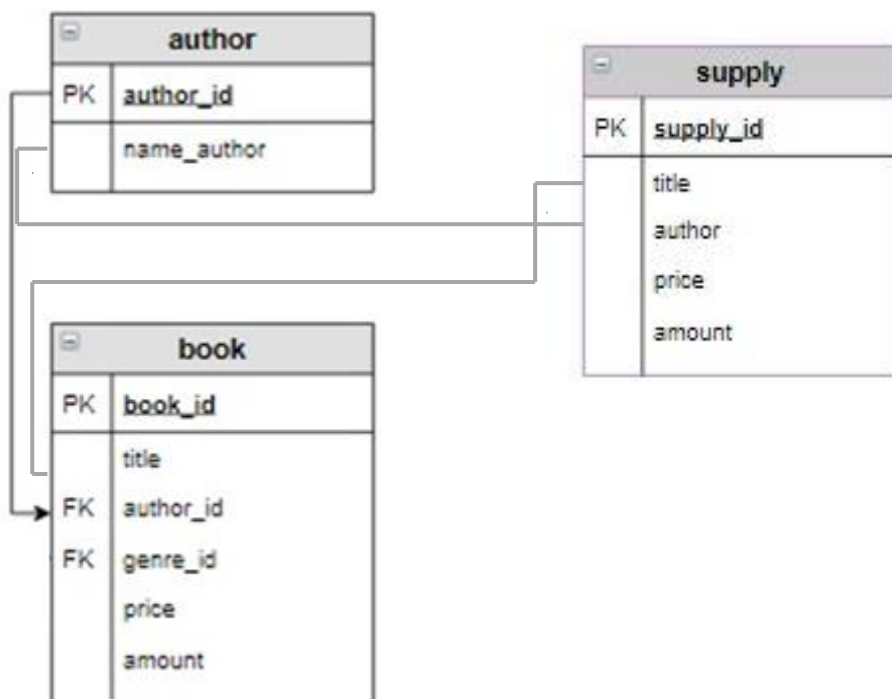 author
PK author_id
name_author
supply
PK supply_id
title
author
price
amount
book
PK book_id
title
FK author_id
FK genre_id
price
amount